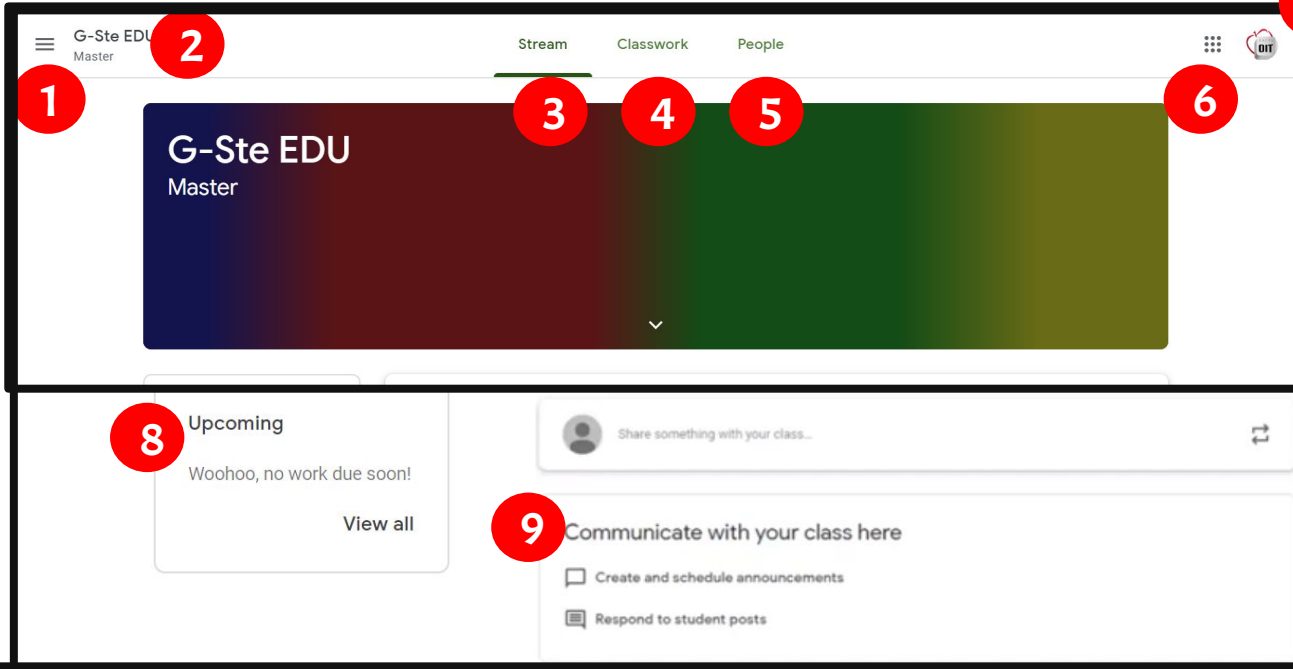 G-Ste EDU
Master
2
Stream Classwork People
OIT
1
3 4 5 6
G-Ste EDU
Master
8
Upcoming
Woohoo, no work due soon!
View all
Share something with your class...
9
Communicate with your class here
Create and schedule announcements
Respond to student posts